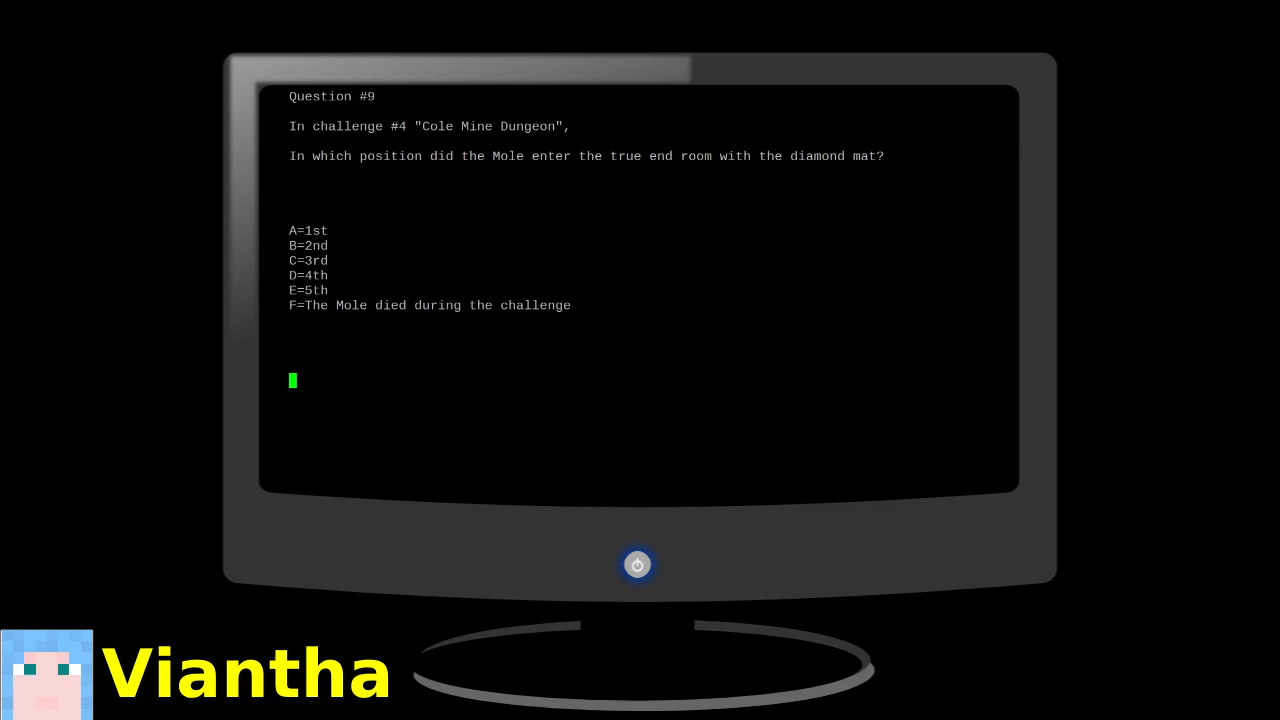 Question #9
In challenge #4 "Cole Mine Dungeon",
In which position did the Mole enter the true end room with the diamond mat?
A=1st
B=2nd
C=3rd
D=4th
E=5th
F=The Mole died during the challenge
Viantha